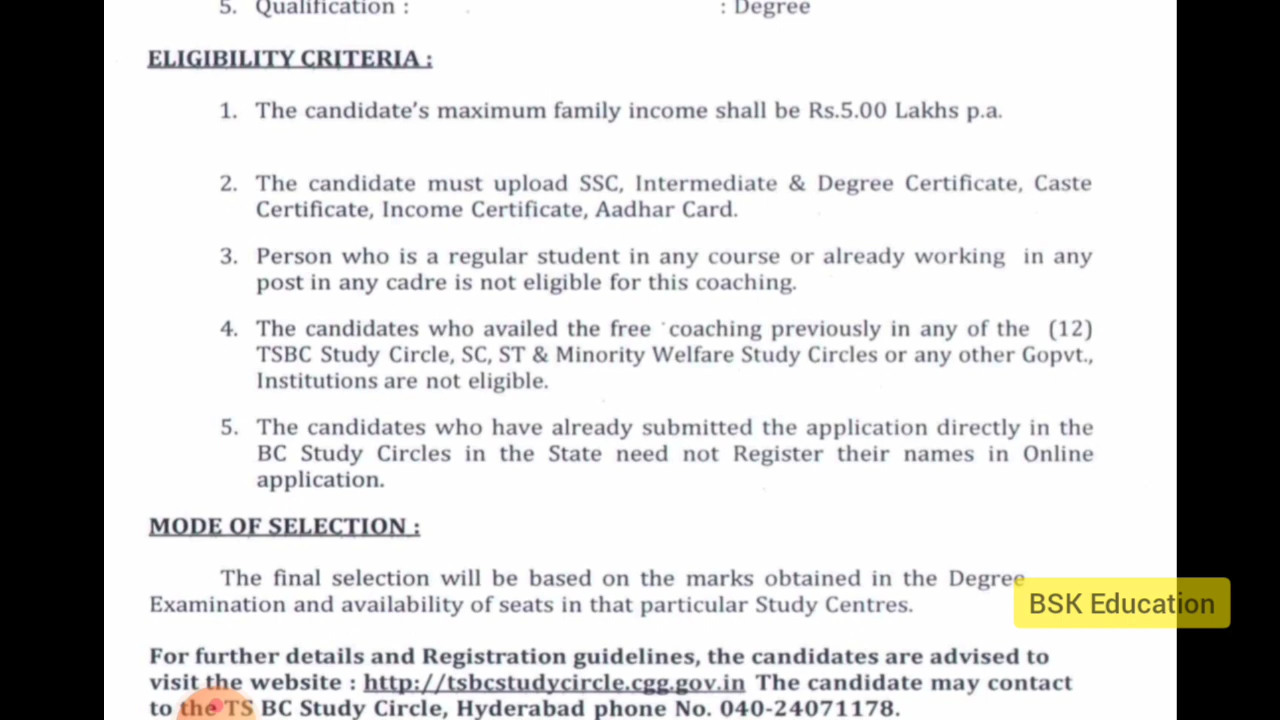 5. Qualification : : Degree
ELIGIBILITY CRITERIA :
1. The candidate's maximum family income shall be Rs.5.00 Lakhs p.a.
2. The candidate must upload SSC, Intermediate & Degree Certificate, Caste
Certificate, Income Certificate, Aadhar Card.
3. Person who is a regular student in any course or already working in any
post in any cadre is not eligible for this coaching.
4. The candidates who availed the free coaching previously in any of the (12)
TSBC Study Circle, SC, ST & Minority Welfare Study Circles or any other Gopvt.,
Institutions are not eligible.
5. The candidates who have already submitted the application directly in the
BC Study Circles in the State need not Register their names in Online
application.
MODE OF SELECTION :
The final selection will be based on the marks obtained in the Degree
Examination and availability of seats in that particular Study Centres.
BSK Education
For further details and Registration guidelines, the candidates are advised to
visit the website : http://tsbcstudycircle.cgg.gov.in The candidate may contact
to the TS BC Study Circle, Hyderabad phone No. 040-24071178.